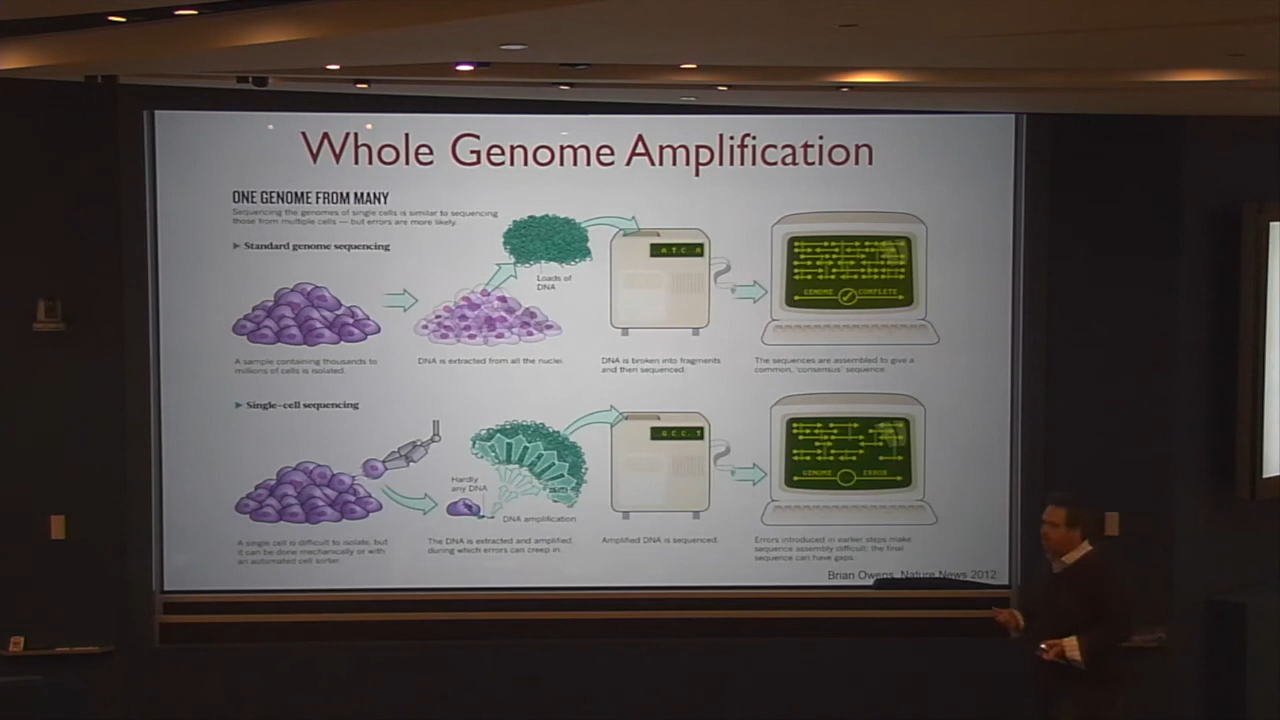 Whole Genome Amplification
ONE GENOME FROM MANY
Sequencing the genomes of single cells is similar to sequencing
those from multiple cells — but errors are more likely.
▶ Standard genome sequencing
Loads of
DNA
A.T.C.A
GENOME COMPLETE
A sample containing thousands to
millions of cells is isolated.
DNA is extracted from all the nuclei.
DNA is broken into fragments
and then sequenced.
The sequences are assembled to give a
common, 'consensus' sequence.
▶ Single-cell sequencing
Hardly
any DNA
DNA amplification
G.C.C.T
GENOME ERROR
A single cell is difficult to isolate, but
it can be done mechanically or with
an automated cell sorter.
The DNA is extracted and amplified,
during which errors can creep in.
Amplified DNA is sequenced.
Errors introduced in earlier steps make
sequence assembly difficult; the final
sequence can have gaps.
Brian Owens, Nature News 2012